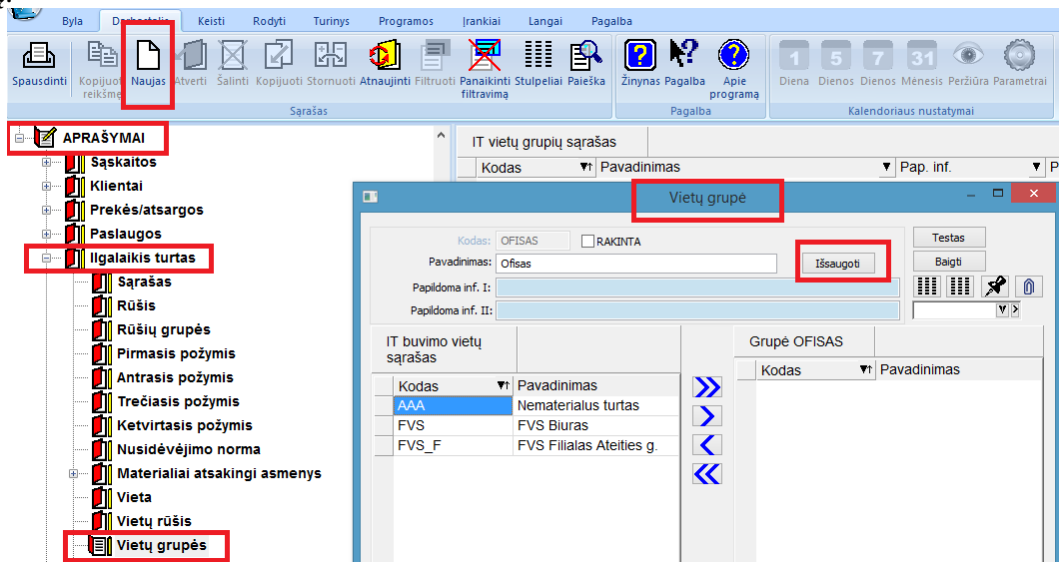 Byla Darbastalis Keisti Rodyti Turinys Programos Įrankiai Langai Pagalba
Spausdinti Kopijuoti reikšmę Naujas Atverti Šalinti Kopijuoti Stornuoti Atnaujinti Filtruoti Panaikinti filtravimą Stulpeliai Paieška Žinynas Pagalba Apie programą Diena Dienos Dienos Mėnesis Peržiūra Parametrai
1 5 7 31
Sąrašas Pagalba Kalendoriaus nustatymai
APRAŠYMAI
Sąskaitos
Klientai
Prekės/atsargos
Paslaugos
Ilgalaikis turtas
Sąrašas
Rūšis
Rūšių grupės
Pirmasis požymis
Antrasis požymis
Trečiasis požymis
Ketvirtasis požymis
Nusidėvėjimo norma
Materialiai atsakingi asmenys
Vieta
Vietų rūšis
Vietų grupės
IT vietų grupių sąrašas
Kodas Pavadinimas Pap. inf. P
Vietų grupė
Kodas: OFISAS RAKINTA
Pavadinimas: Ofisas
Išsaugoti
Testas
Baigti
Papildoma inf. I:
Papildoma inf. II:
IT buvimo vietų
sąrašas
Kodas Pavadinimas
AAA Nematerialus turtas
FVS FVS Biuras
FVS_F FVS Filialas Ateities g.
Grupė OFISAS
Kodas Pavadinimas